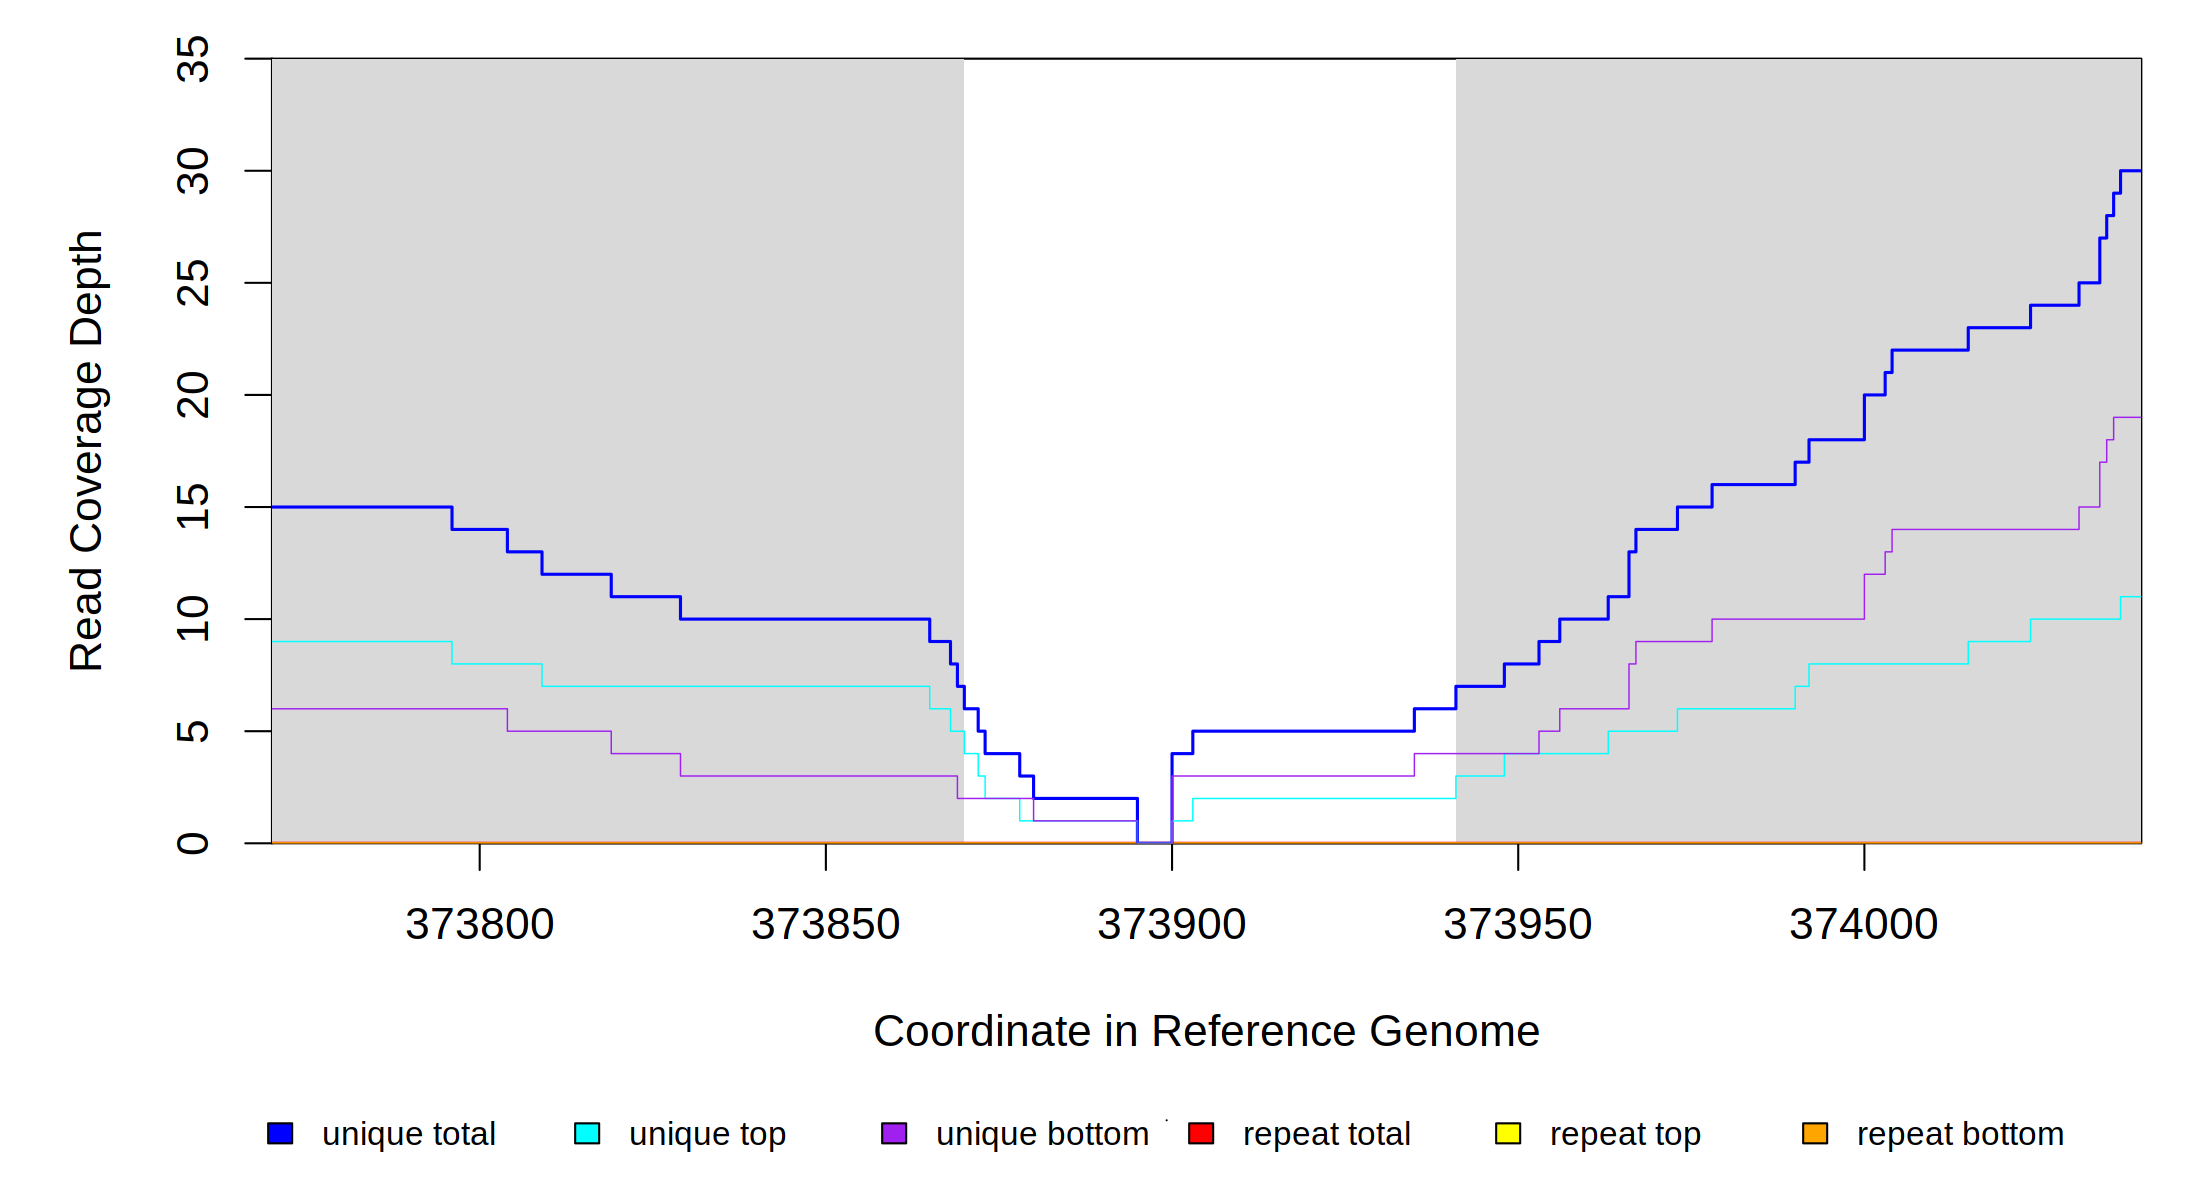 35
30
25
20
15
10
5
0
Read Coverage Depth
373800 373850 373900 373950 374000
Coordinate in Reference Genome
unique total unique top unique bottom repeat total repeat top repeat bottom